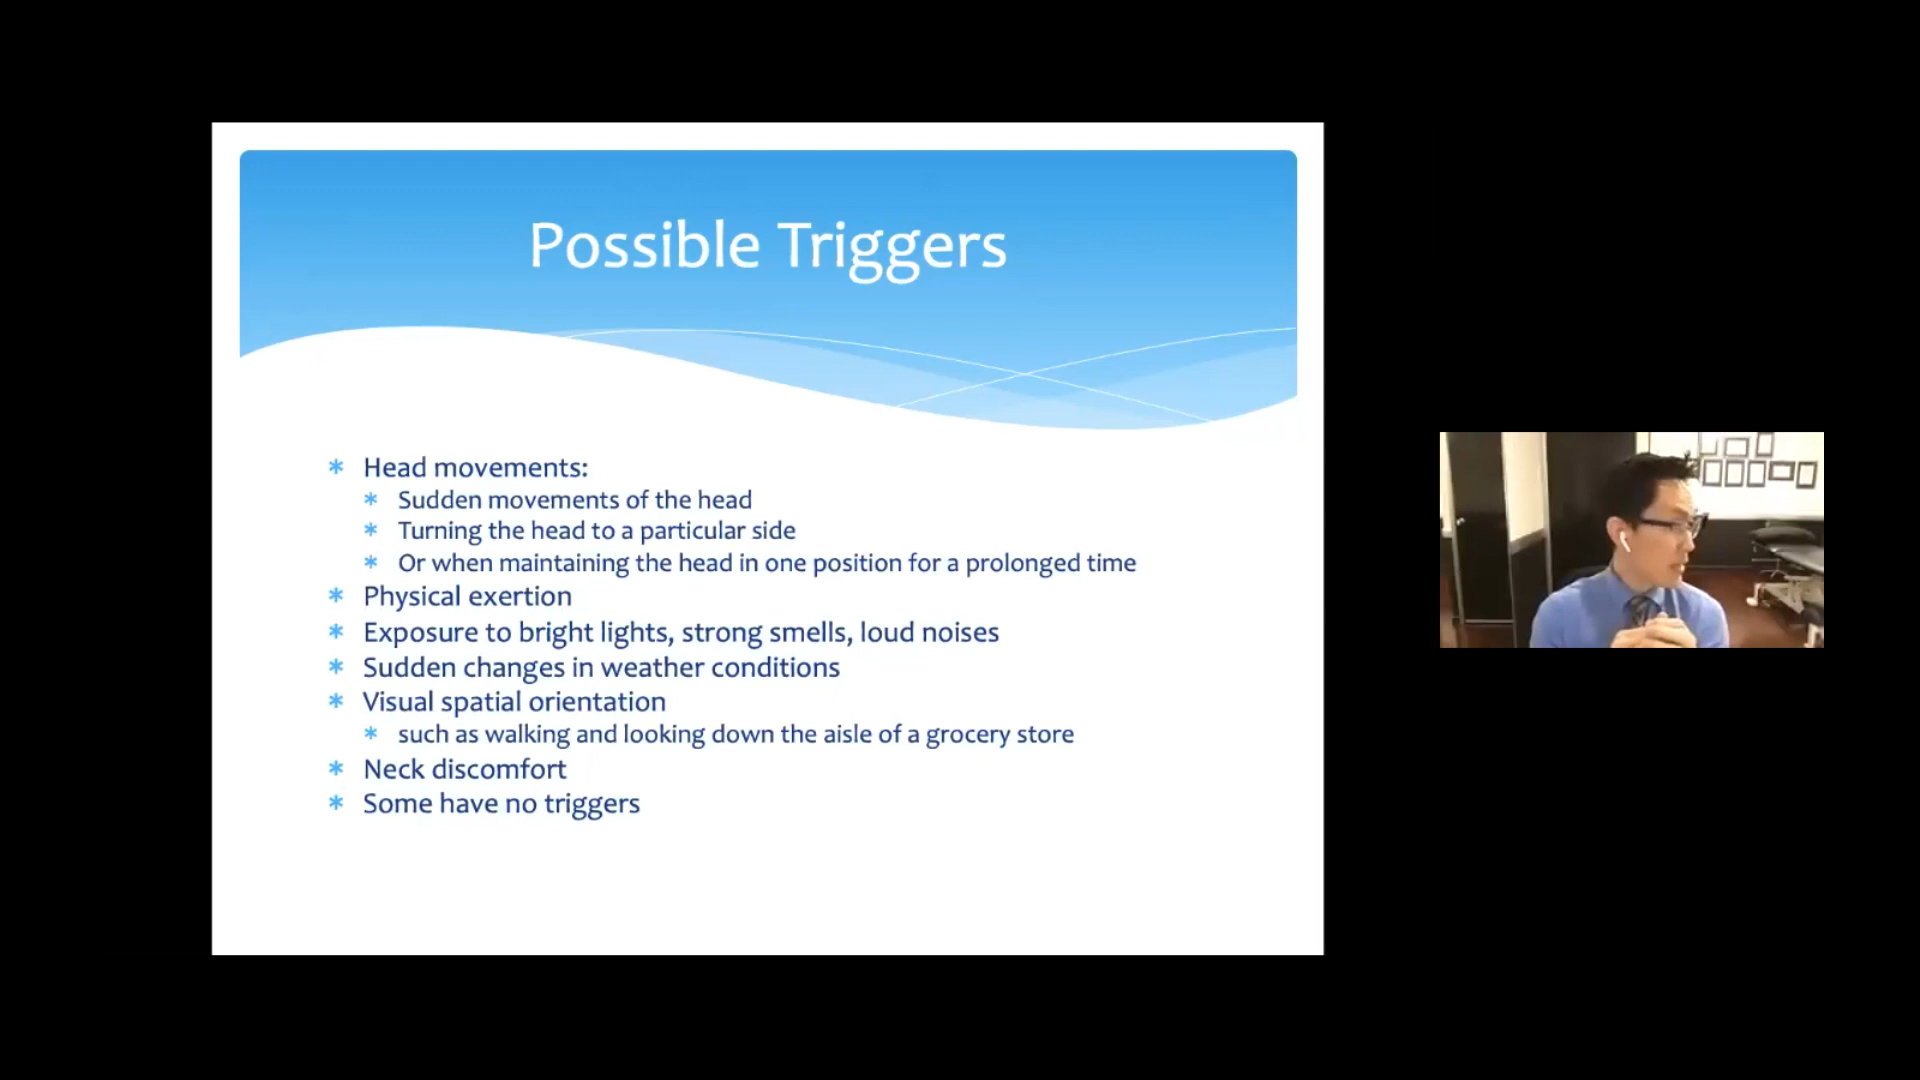 Possible Triggers
* Head movements:
* Sudden movements of the head
* Turning the head to a particular side
* Or when maintaining the head in one position for a prolonged time
* Physical exertion
* Exposure to bright lights, strong smells, loud noises
* Sudden changes in weather conditions
* Visual spatial orientation
* such as walking and looking down the aisle of a grocery store
* Neck discomfort
* Some have no triggers